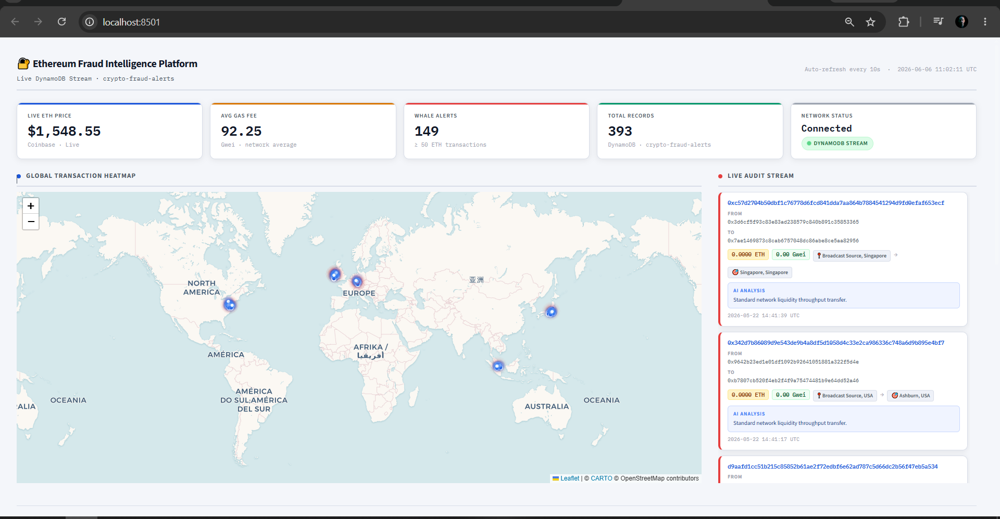 localhost:8501
Ethereum Fraud Intelligence Platform
Live DynamoDB Stream · crypto-fraud-alerts
Auto-refresh every 10s · 2026-06-06 11:02:11 UTC
LIVE ETH PRICE
$1,548.55
Coinbase · Live
AVG GAS FEE
92.25
Gwei · network average
WHALE ALERTS
149
≥ 50 ETH transactions
TOTAL RECORDS
393
DynamoDB · crypto-fraud-alerts
NETWORK STATUS
Connected
DYNAMODB STREAM
GLOBAL TRANSACTION HEATMAP
+
−
NORTH
AMERICA
EUROPE
亚洲
AFRIKA /
أفريقيا
AMÉRICA
AMÉRICA
DO SUL;AMÉRICA
DEL SUR
ALIA
OCEANIA
AUSTRALIA
OCEANIA
Leaflet | © CARTO © OpenStreetMap contributors
LIVE AUDIT STREAM
0xc57d2704b50dbf1c76778d6fcd841dda7aa864b7884541294d9fd0efaf653ecf
FROM
0x3d6cf5f93c83e83ad238579c840b891c35853365
TO
0x7ae1469873c8cab6757048dc86abe8ce5aa82956
0.0000 ETH 0.00 Gwei Broadcast Source, Singapore →
Singapore, Singapore
AI ANALYSIS
Standard network liquidity throughput transfer.
2026-05-22 14:41:39 UTC
0x342d7b86089d9e543de9b4a8df5d1058d4c33e2ca986336c748a6d9b895e4bf7
FROM
0x9642b23ed1e01df1092b92641051881a322f5d4e
TO
0xb7807cb520f4eb2f4f9a75474481b9e64dd52a46
0.0000 ETH 0.00 Gwei Broadcast Source, USA → Ashburn, USA
AI ANALYSIS
Standard network liquidity throughput transfer.
2026-05-22 14:41:17 UTC
d9aafd1cc51b215c85852b61ae2f72edbf6e62ad787c5d66dc2b56f47eb5a534
FROM